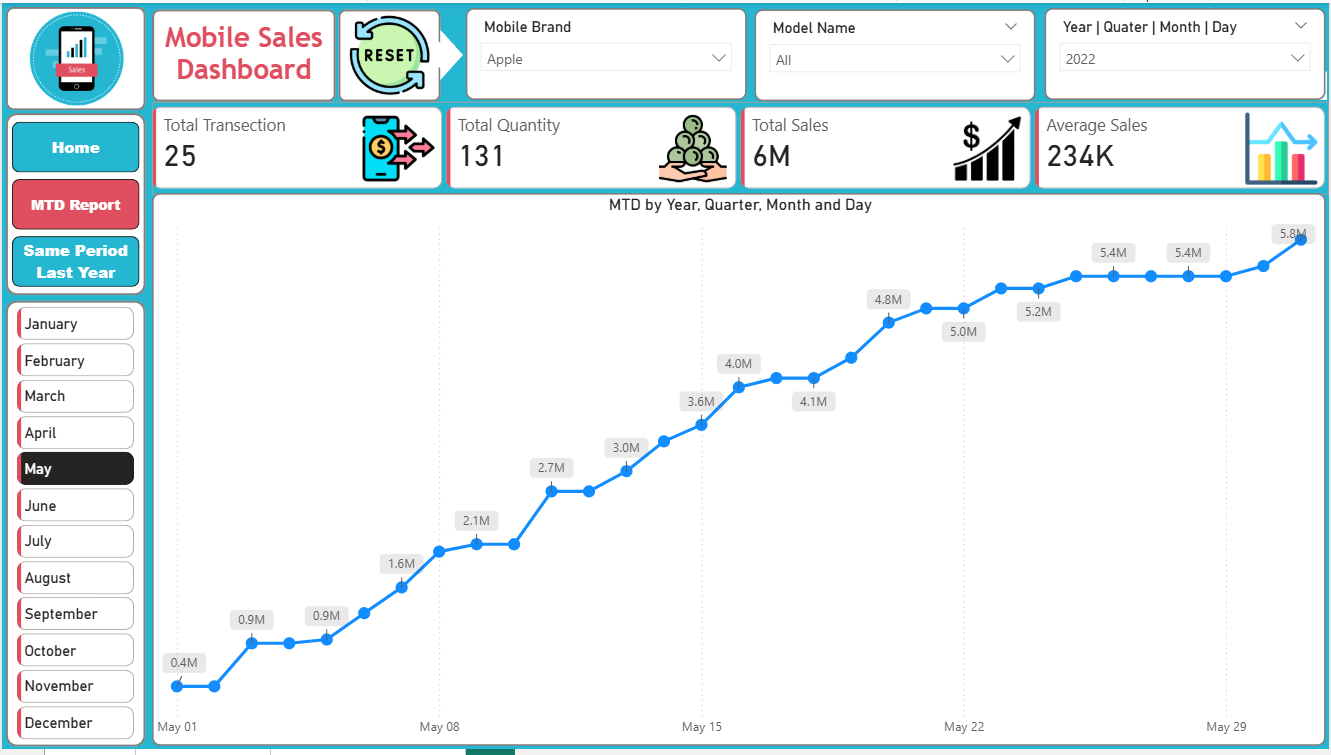 Sales
Mobile Sales
Dashboard
RESET
Mobile Brand
Apple
Model Name
All
Year | Quater | Month | Day
2022
Home
MTD Report
Same Period
Last Year
Total Transection
25
$
Total Quantity
131
Total Sales
6M
$
Average Sales
234K
January
February
March
April
May
June
July
August
September
October
November
December
MTD by Year, Quarter, Month and Day
0.4M
0.9M
0.9M
1.6M
2.1M
2.7M
3.0M
3.6M
4.0M
4.1M
4.8M
5.0M
5.2M
5.4M
5.4M
5.8M
May 01
May 08
May 15
May 22
May 29